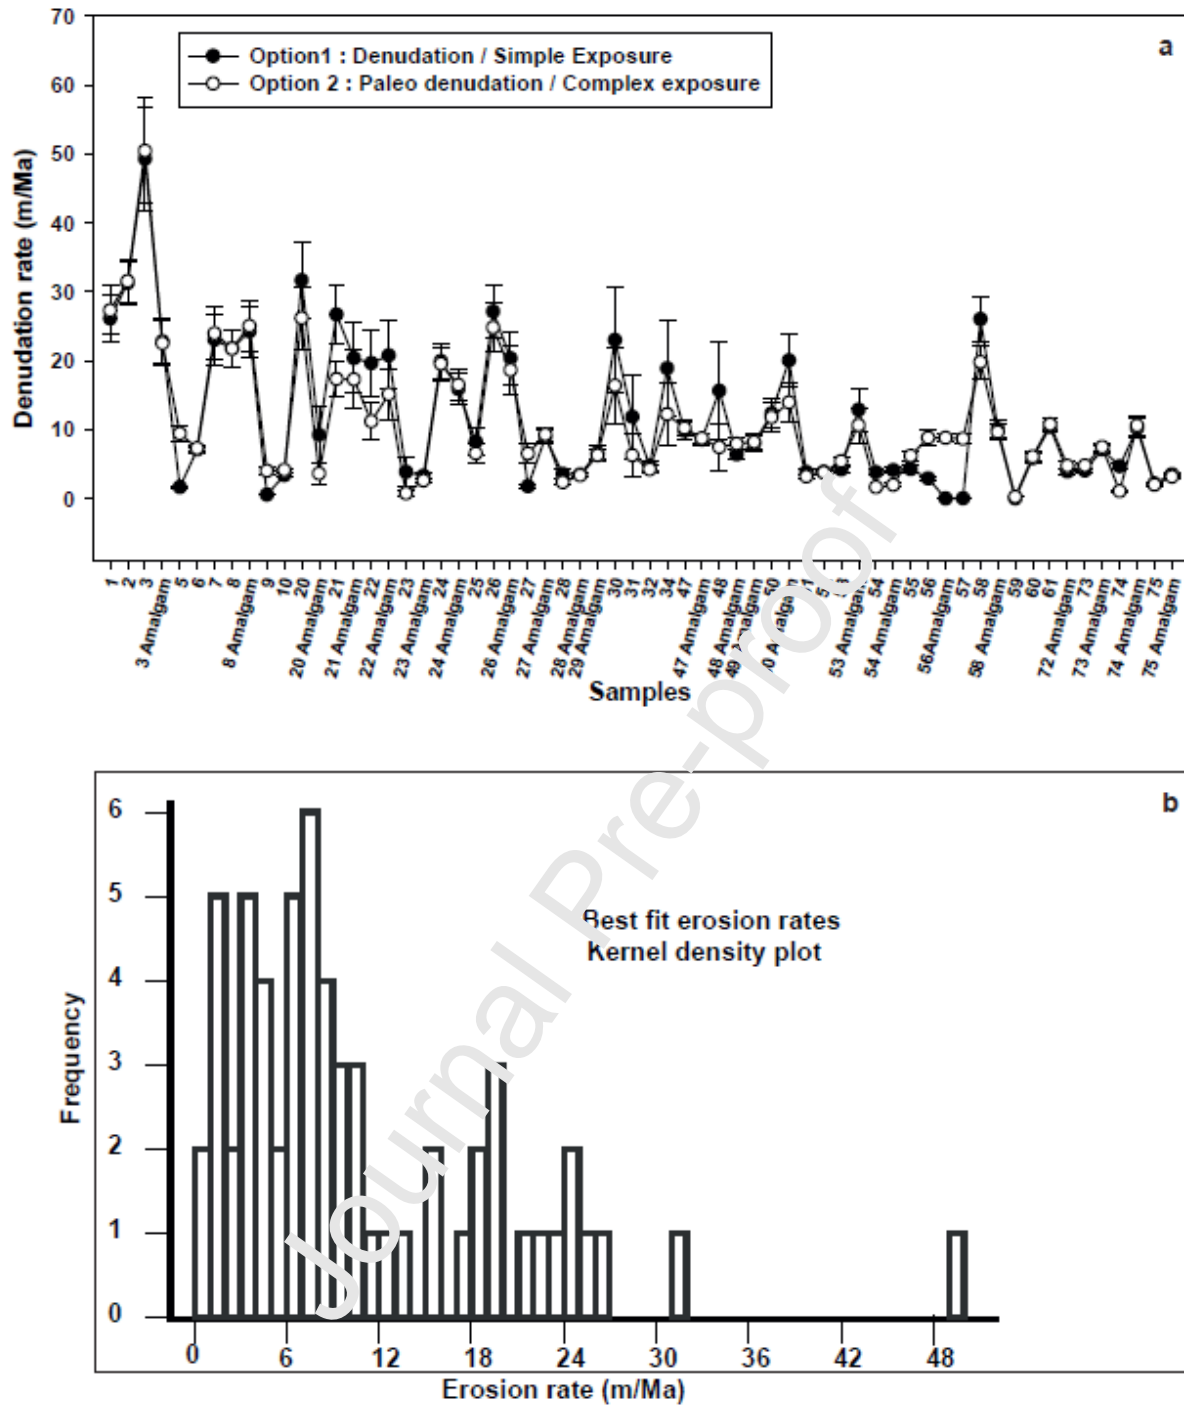 70
60
50
40
30
20
10
0
Denudation rate (m/Ma)
a
Option1 : Denudation / Simple Exposure
Option 2 : Paleo denudation / Complex exposure
1
2
3
3 Amalgam
5
6
7
8
8 Amalgam
9
10
20
20 Amalgam
21
21 Amalgam
22
22 Amalgam
23
23 Amalgam
24
24 Amalgam
25
26
26 Amalgam
27
27 Amalgam
28
28 Amalgam
29 Amalgam
30
31
32
34
47
47 Amalgam
48
48 Amalgam
50
53 Amalgam
54
54 Amalgam
55
56
56Amalgam
57
58
58 Amalgam
59
60
61
72 Amalgam
73
73 Amalgam
74
74 Amalgam
75
75 Amalgam
Samples
Journal Pre-proof
b
6
5
4
3
2
1
0
Frequency
Best fit erosion rates
Kernel density plot
0 6 12 18 24 30 36 42 48
Erosion rate (m/Ma)